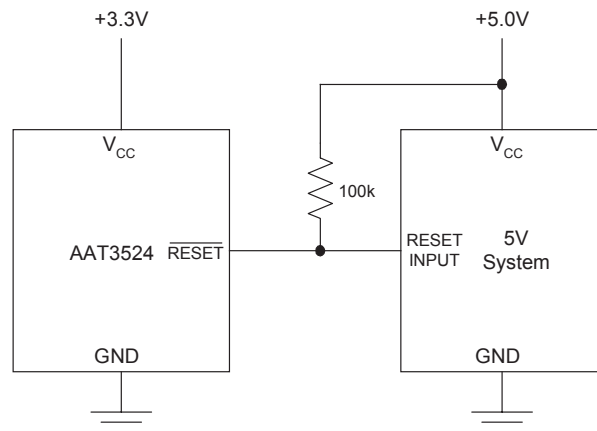 +3.3V
+5.0V
VCC
VCC
100k
AAT3524
RESET
RESET
INPUT
5V
System
GND
GND